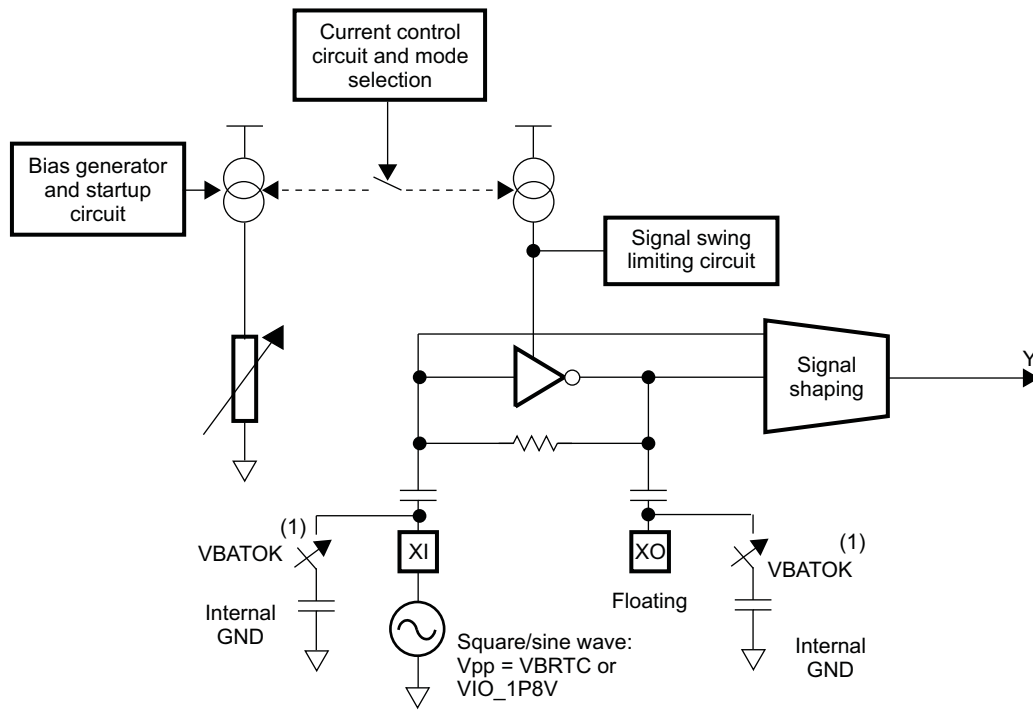 Current control
circuit and mode
selection
Bias generator
and startup
circuit
Signal swing
limiting circuit
Signal
shaping
Y
(1)
VBATOK
XI
XO
(1)
VBATOK
Floating
Internal
GND
Square/sine wave:
Vpp = VBRTC or
VIO_1P8V
Internal
GND